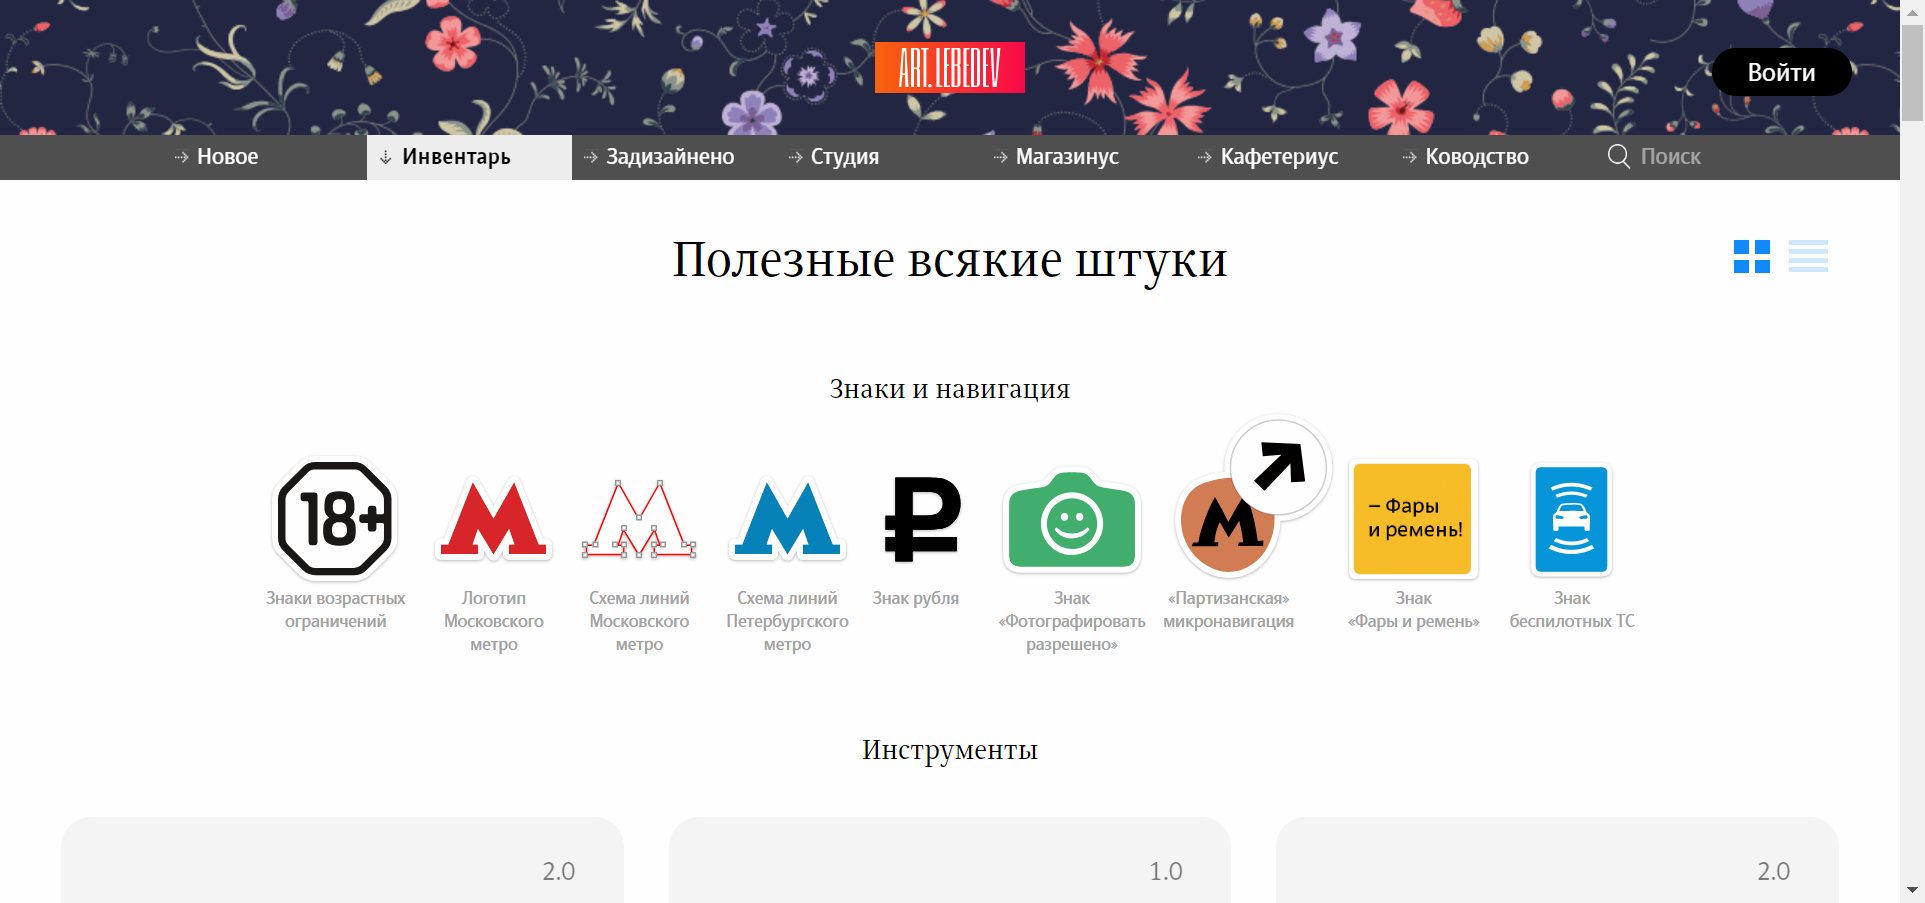 ART. LEBEDEV
Войти
Новое
Инвентарь
Задизайнено
Студия
Магазинус
Кафетериус
Ководство
Поиск
Полезные всякие штуки
Знаки и навигация
18+
– Фары
и ремень!
Знаки возрастных
ограничений
Логотип
Московского
метро
Схема линий
Московского
метро
Схема линий
Петербургского
метро
Знак рубля
Знак
«Фотографировать
разрешено»
«Партизанская»
микронавигация
Знак
«Фары и ремень»
Знак
беспилотных ТС
Инструменты
2.0
1.0
2.0